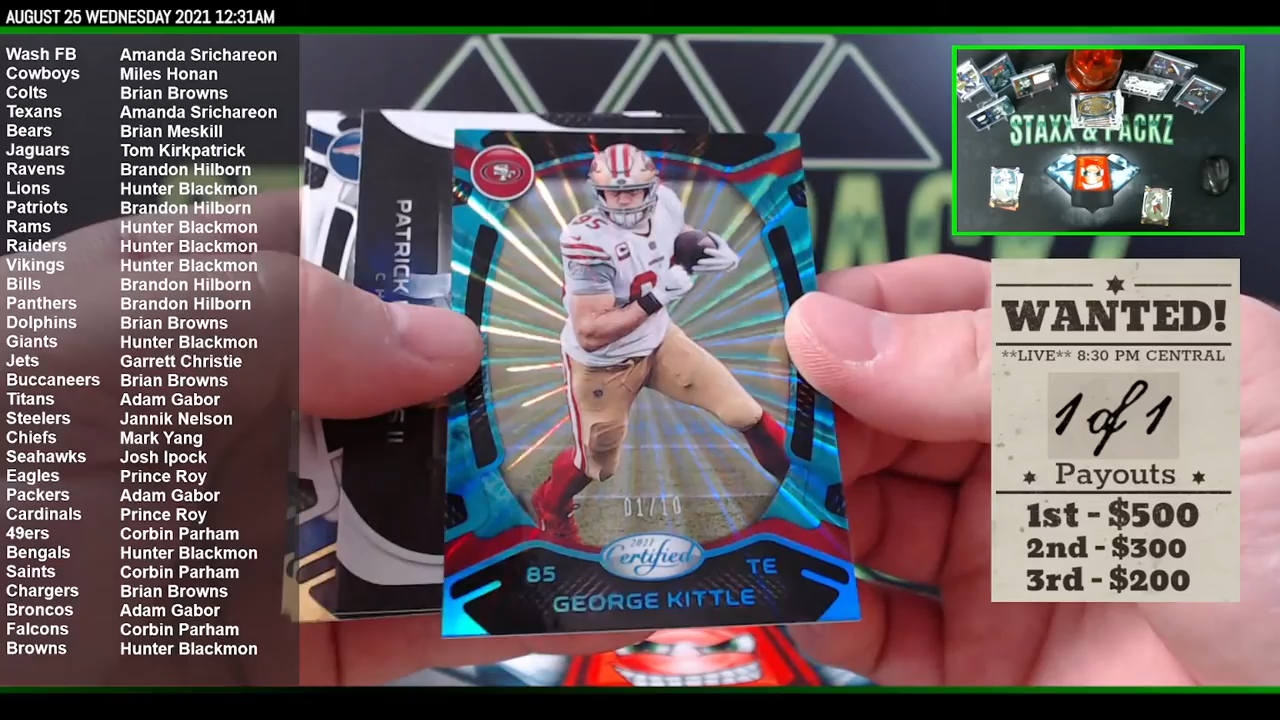 AUGUST 25 WEDNESDAY 2021 12:31AM
Wash FB Amanda Srichareon
Cowboys Miles Honan
Colts Brian Browns
Texans Amanda Srichareon
Bears Brian Meskill
Jaguars Tom Kirkpatrick
Ravens Brandon Hilborn
Lions Hunter Blackmon
Patriots Brandon Hilborn
Rams Hunter Blackmon
Raiders Hunter Blackmon
Vikings Hunter Blackmon
Bills Brandon Hilborn
Panthers Brandon Hilborn
Dolphins Brian Browns
Giants Hunter Blackmon
Jets Garrett Christie
Buccaneers Brian Browns
Titans Adam Gabor
Steelers Jannik Nelson
Chiefs Mark Yang
Seahawks Josh Ipock
Eagles Prince Roy
Packers Adam Gabor
Cardinals Prince Roy
49ers Corbin Parham
Bengals Hunter Blackmon
Saints Corbin Parham
Chargers Brian Browns
Broncos Adam Gabor
Falcons Corbin Parham
Browns Hunter Blackmon
PATRICK
SF
85
01/10
2021
Certified
85 TE
GEORGE KITTLE
STAXX & PACKZ
WANTED!
**LIVE** 8:30 PM CENTRAL
1 of 1
Payouts
1st - $500
2nd - $300
3rd - $200